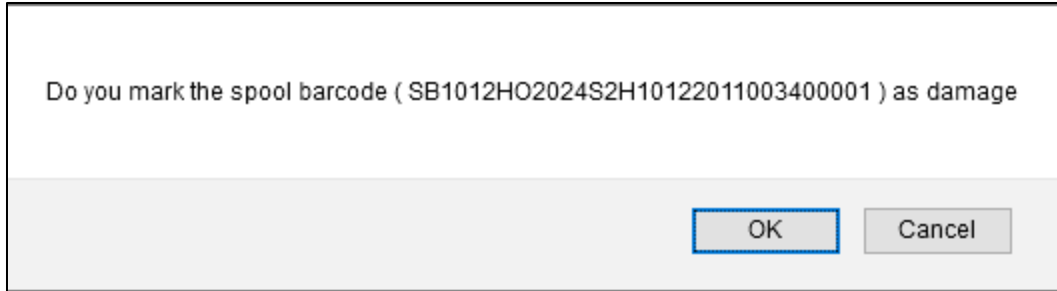 Do you mark the spool barcode ( SB1012HO2024S2H10122011003400001 ) as damage
OK
Cancel